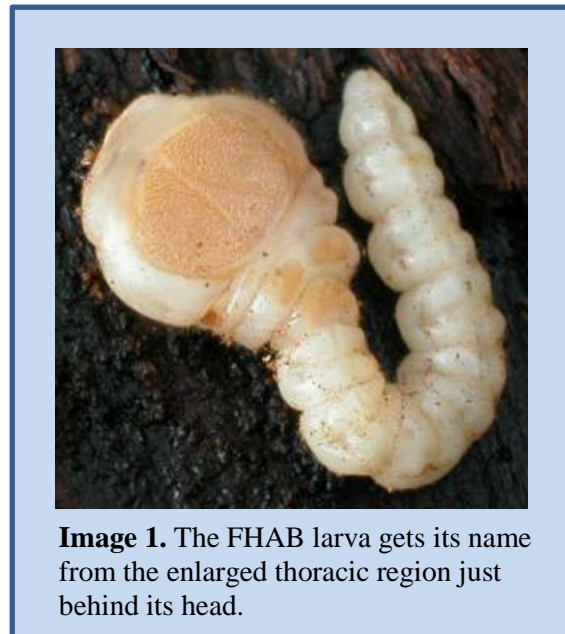 Image 1. The FHAB larva gets its name
from the enlarged thoracic region just
behind its head.